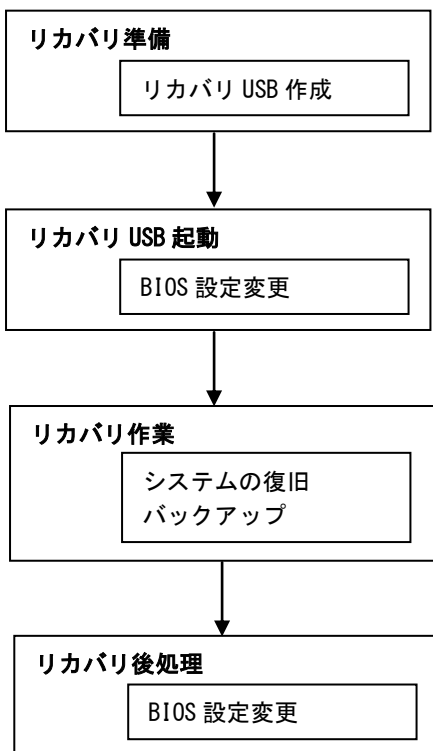 リカバリ準備
リカバリ USB 作成
リカバリ USB 起動
BIOS 設定変更
リカバリ作業
システムの復旧
バックアップ
リカバリ後処理
BIOS 設定変更